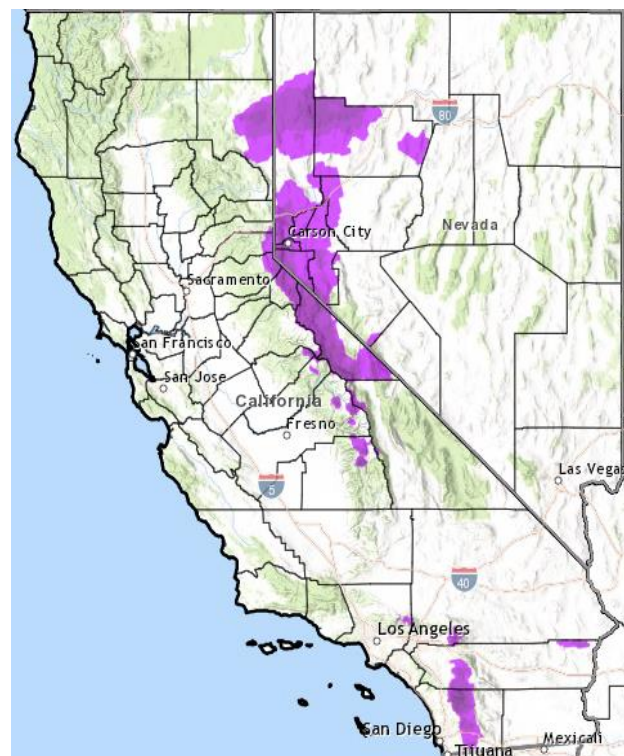 80
Nevada
Carson City
Sacramento
San Francisco
San Jose
California
Fresno
5
Las Vegas
40
Los Angeles
San Diego
Tijuana
Mexicali